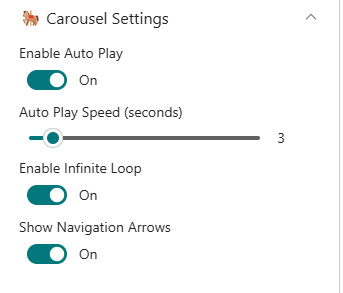 Carousel Settings
Enable Auto Play
On
Auto Play Speed (seconds)
3
Enable Infinite Loop
On
Show Navigation Arrows
On